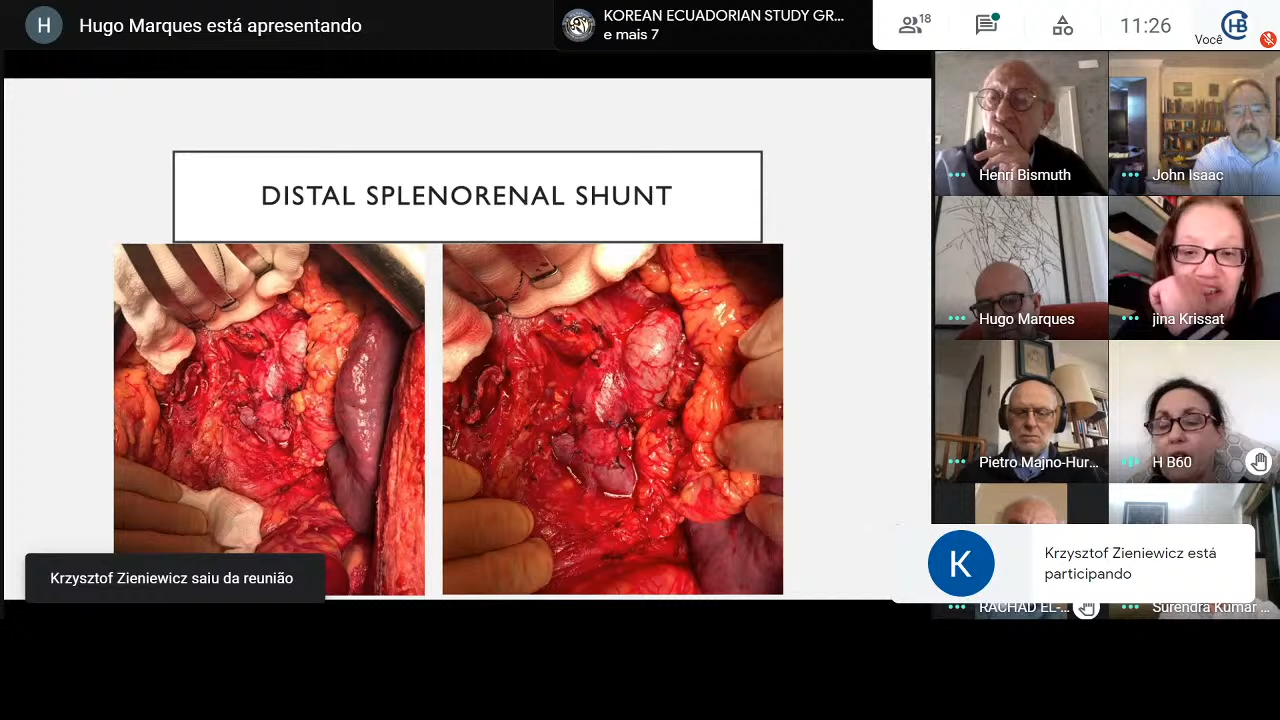 H
Hugo Marques está apresentando
KOREAN ECUADORIAN STUDY GR...
e mais 7
18
11:26
Você
CHB
DISTAL SPLENORENAL SHUNT
Henri Bismuth
John Isaac
Hugo Marques
jina Krissat
Pietro Majno-Hur...
H B60
K
Krzysztof Zieniewicz está
participando
Krzysztof Zieniewicz saiu da reunião
RACHAD EL-...
Surendra Kumar ...